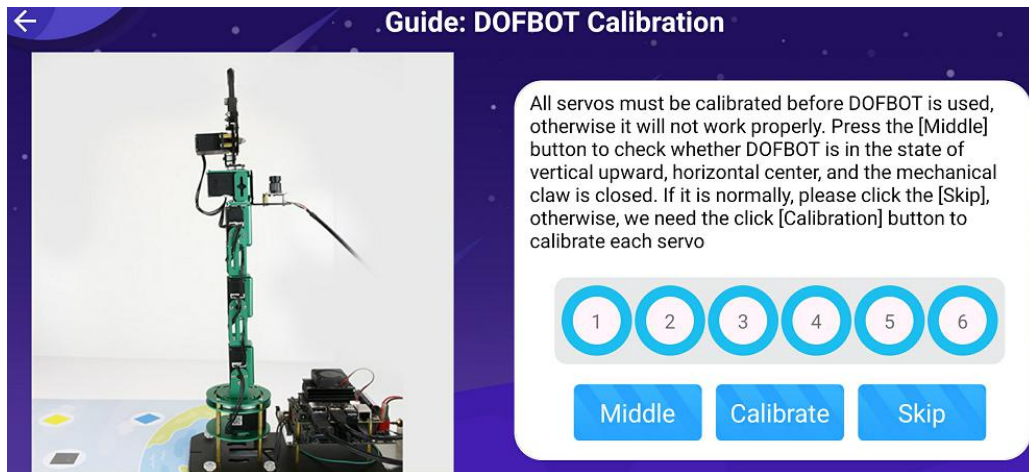 Guide: DOFBOT Calibration
All servos must be calibrated before DOFBOT is used,
otherwise it will not work properly. Press the [Middle]
button to check whether DOFBOT is in the state of
vertical upward, horizontal center, and the mechanical
claw is closed. If it is normally, please click the [Skip],
otherwise, we need the click [Calibration] button to
calibrate each servo
1 2 3 4 5 6
Middle Calibrate Skip